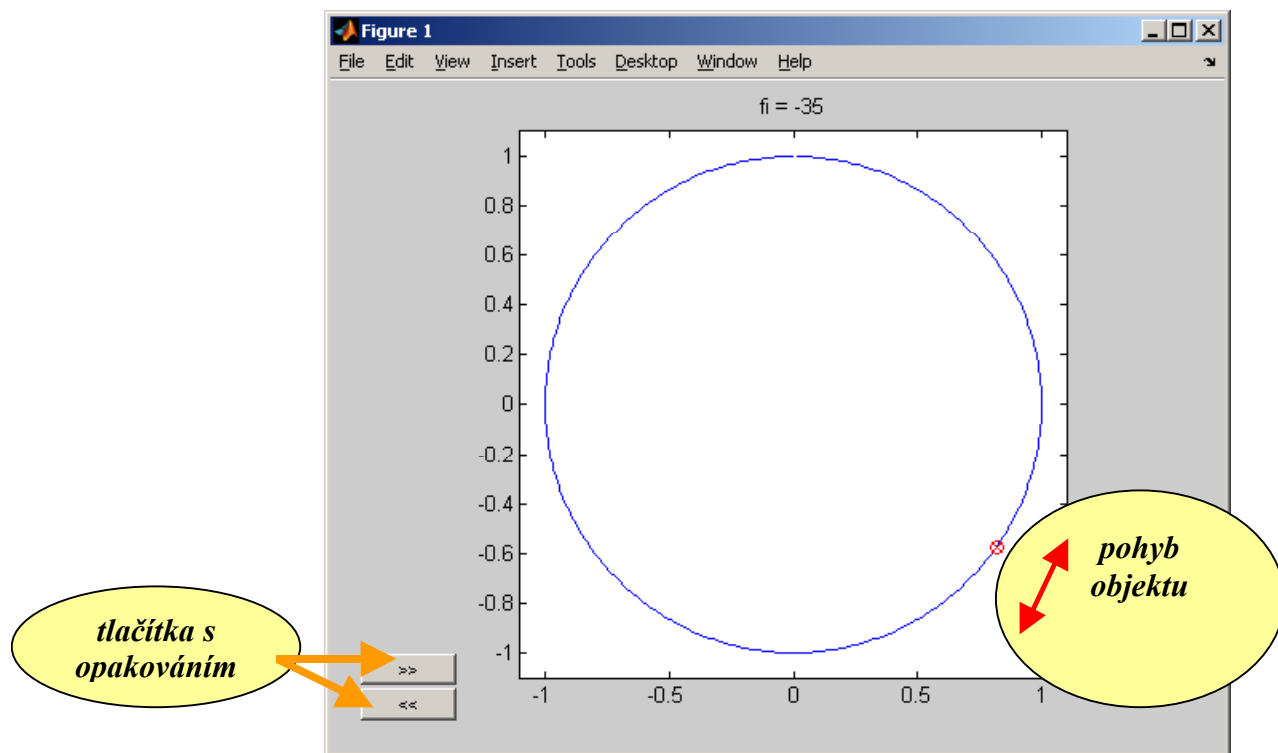 Figure 1
File Edit View Insert Tools Desktop Window Help
fi = -35
1
0.8
0.6
0.4
0.2
0
-0.2
-0.4
-0.6
-0.8
-1
-1 -0.5 0 0.5 1
pohyb
objektu
tlačítka s
opakováním
>>
<<